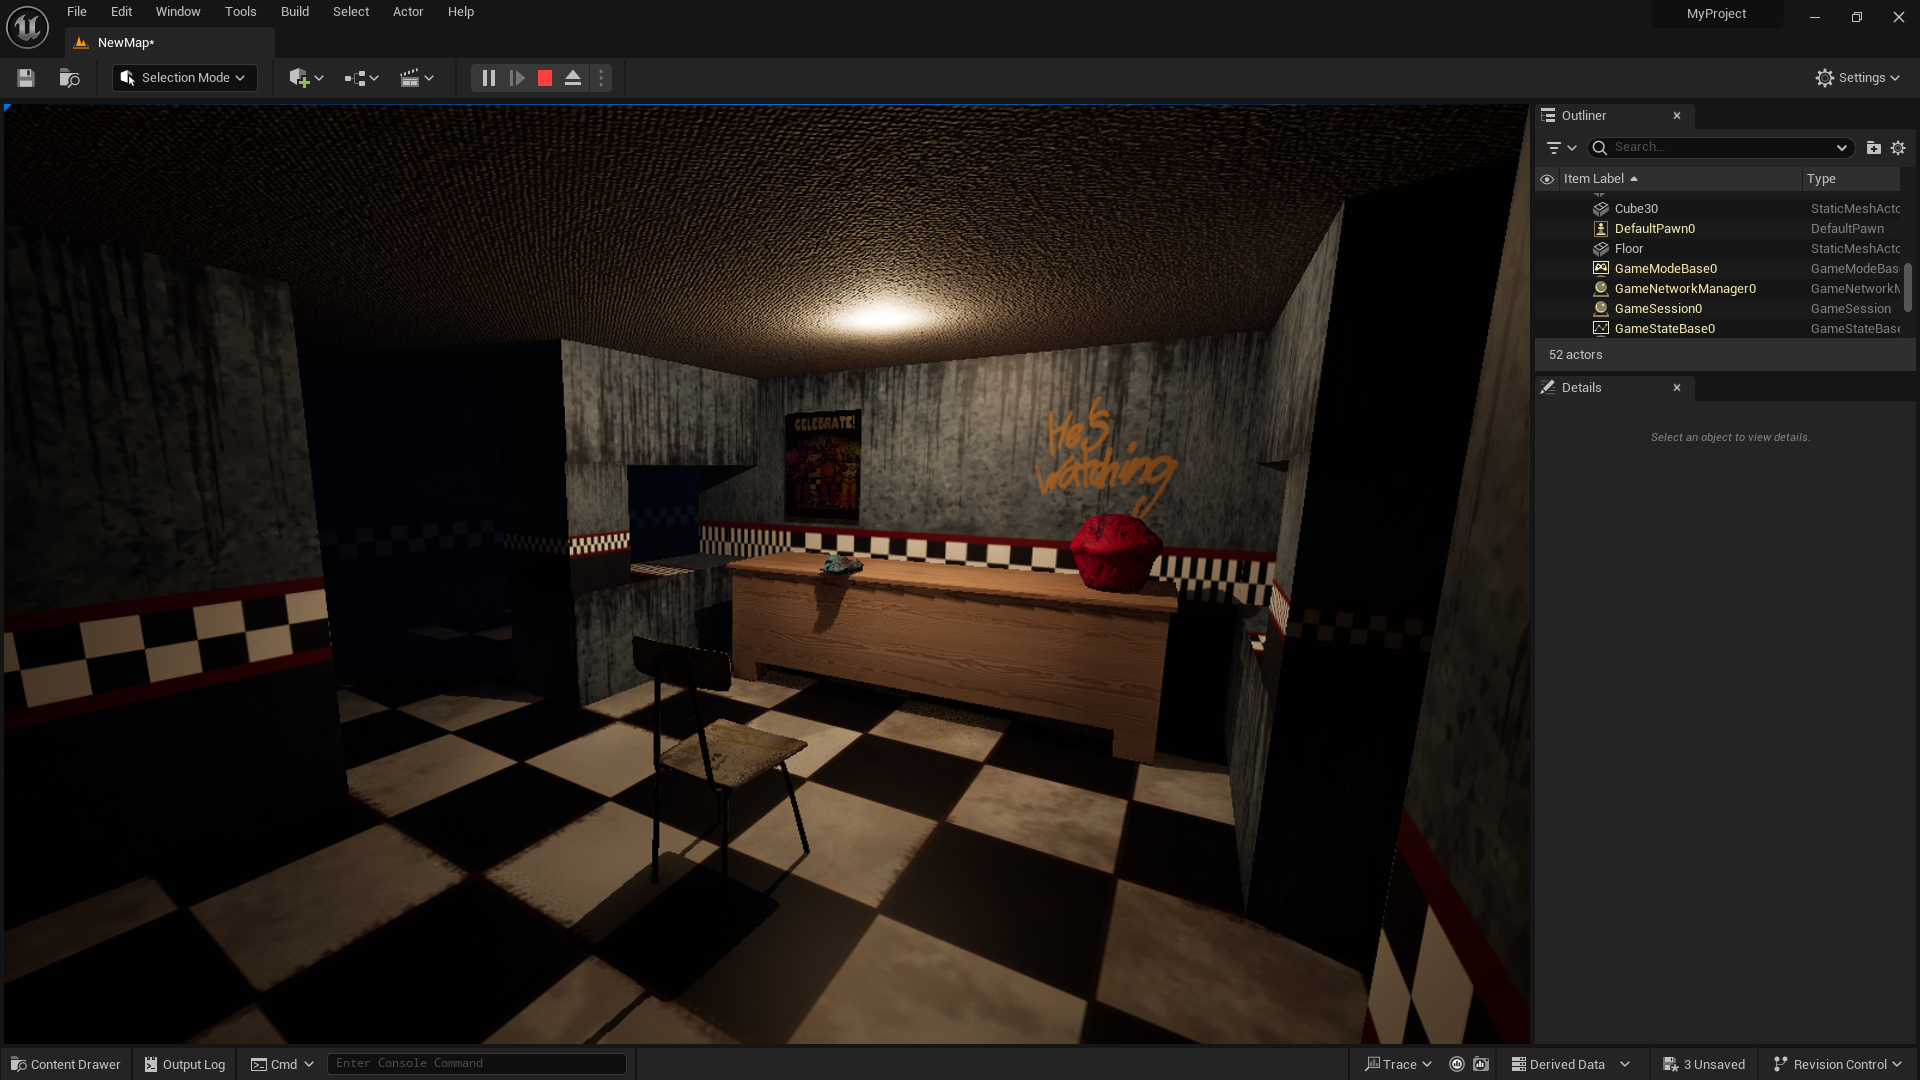 File Edit Window Tools Build Select Actor Help
MyProject
NewMap*
Selection Mode
Settings
Outliner
Search...
Item Label Type
Cube30 StaticMeshActo
DefaultPawn0 DefaultPawn
Floor StaticMeshActo
GameModeBase0 GameModeBas
GameNetworkManager0 GameNetworkM
GameSession0 GameSession
GameStateBase0 GameStateBase
52 actors
Details
Select an object to view details.
CELEBRATE!
He's
watching
Content Drawer Output Log Cmd Enter Console Command Trace Derived Data 3 Unsaved Revision Control